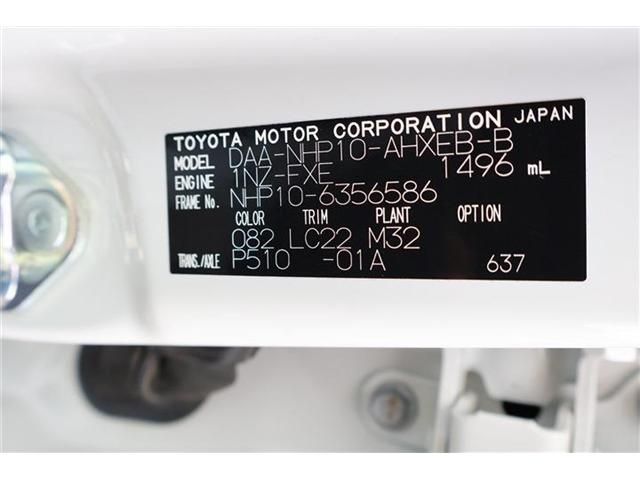 TOYOTA MOTOR CORPORATION JAPAN
MODEL DAA-NHP10-AHXEB-B
ENGINE 1NZ-FXE 1496 mL
FRAME No. NHP10-6356586
COLOR TRIM PLANT OPTION
082 LC22 M32
TRANS./AXLE P510 -01A 637